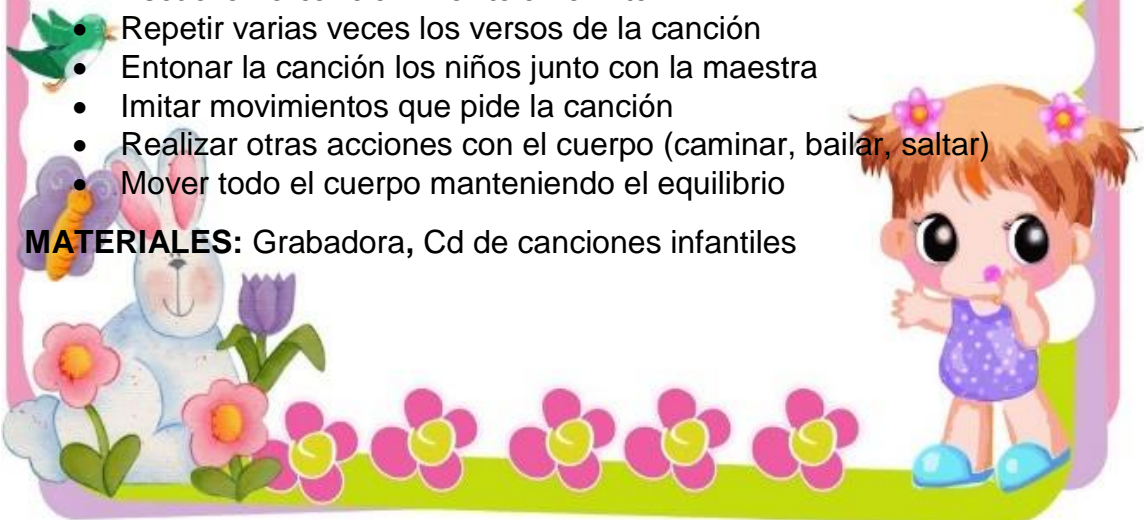 • Repetir varias veces los versos de la canción
• Entonar la canción los niños junto con la maestra
• Imitar movimientos que pide la canción
• Realizar otras acciones con el cuerpo (caminar, bailar, saltar)
• Mover todo el cuerpo manteniendo el equilibrio
MATERIALES: Grabadora, Cd de canciones infantiles